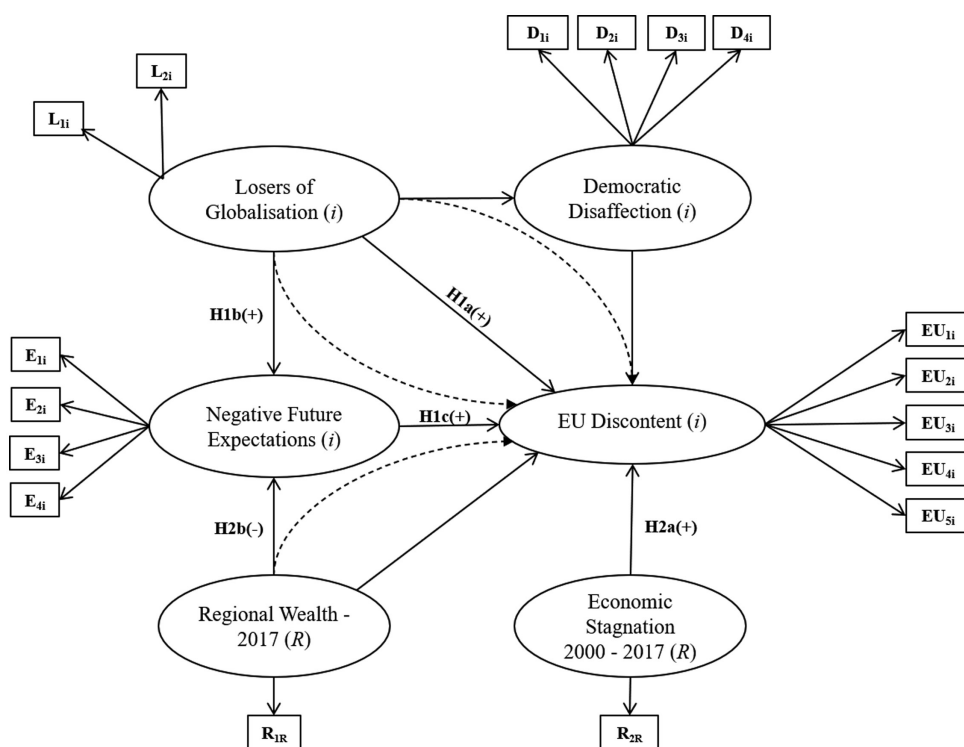 D1i
D2i
D3i
D4i
L2i
L1i
Losers of
Globalisation (i)
Democratic
Disaffection (i)
H1b(+)
H1a(+)
E1i
E2i
E3i
E4i
Negative Future
Expectations (i)
H1c(+)
EU Discontent (i)
EU1i
EU2i
EU3i
EU4i
EU5i
H2b(-)
H2a(+)
Regional Wealth -
2017 (R)
Economic
Stagnation
2000 - 2017 (R)
R1R
R2R